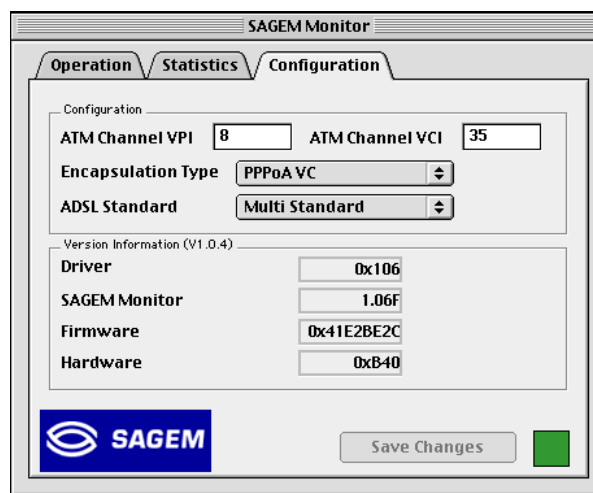 SAGEM Monitor
Operation Statistics Configuration
Configuration
ATM Channel VPI 8 ATM Channel VCI 35
Encapsulation Type PPPoA VC
ADSL Standard Multi Standard
Version Information (V1.0.4)
Driver 0x106
SAGEM Monitor 1.06F
Firmware 0x41E2BE2C
Hardware 0xB40
SAGEM Save Changes